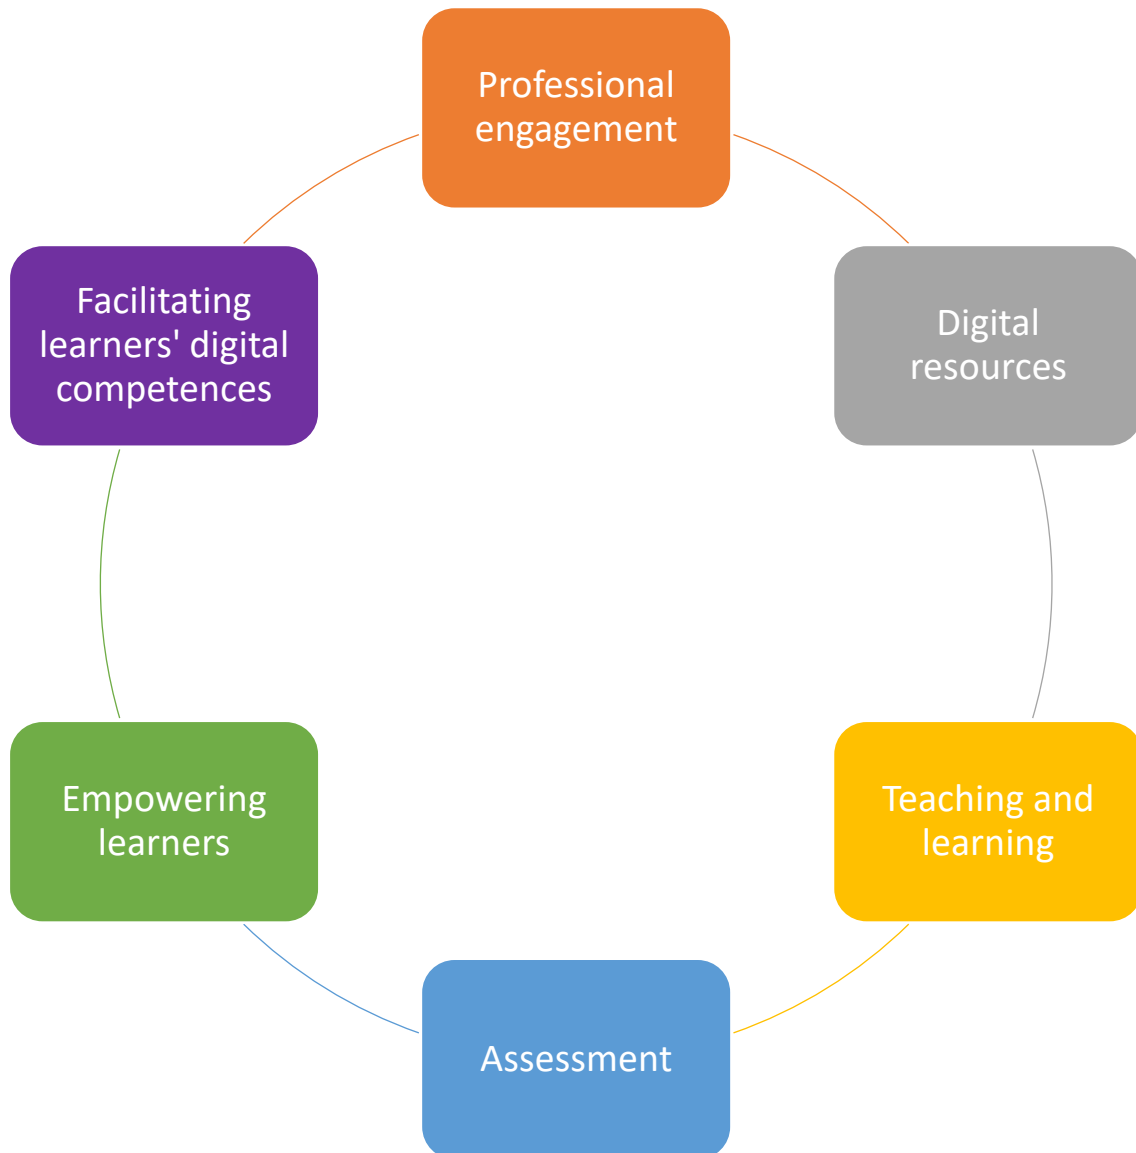 Professional
engagement
Digital
resources
Teaching and
learning
Assessment
Empowering
learners
Facilitating
learners' digital
competences